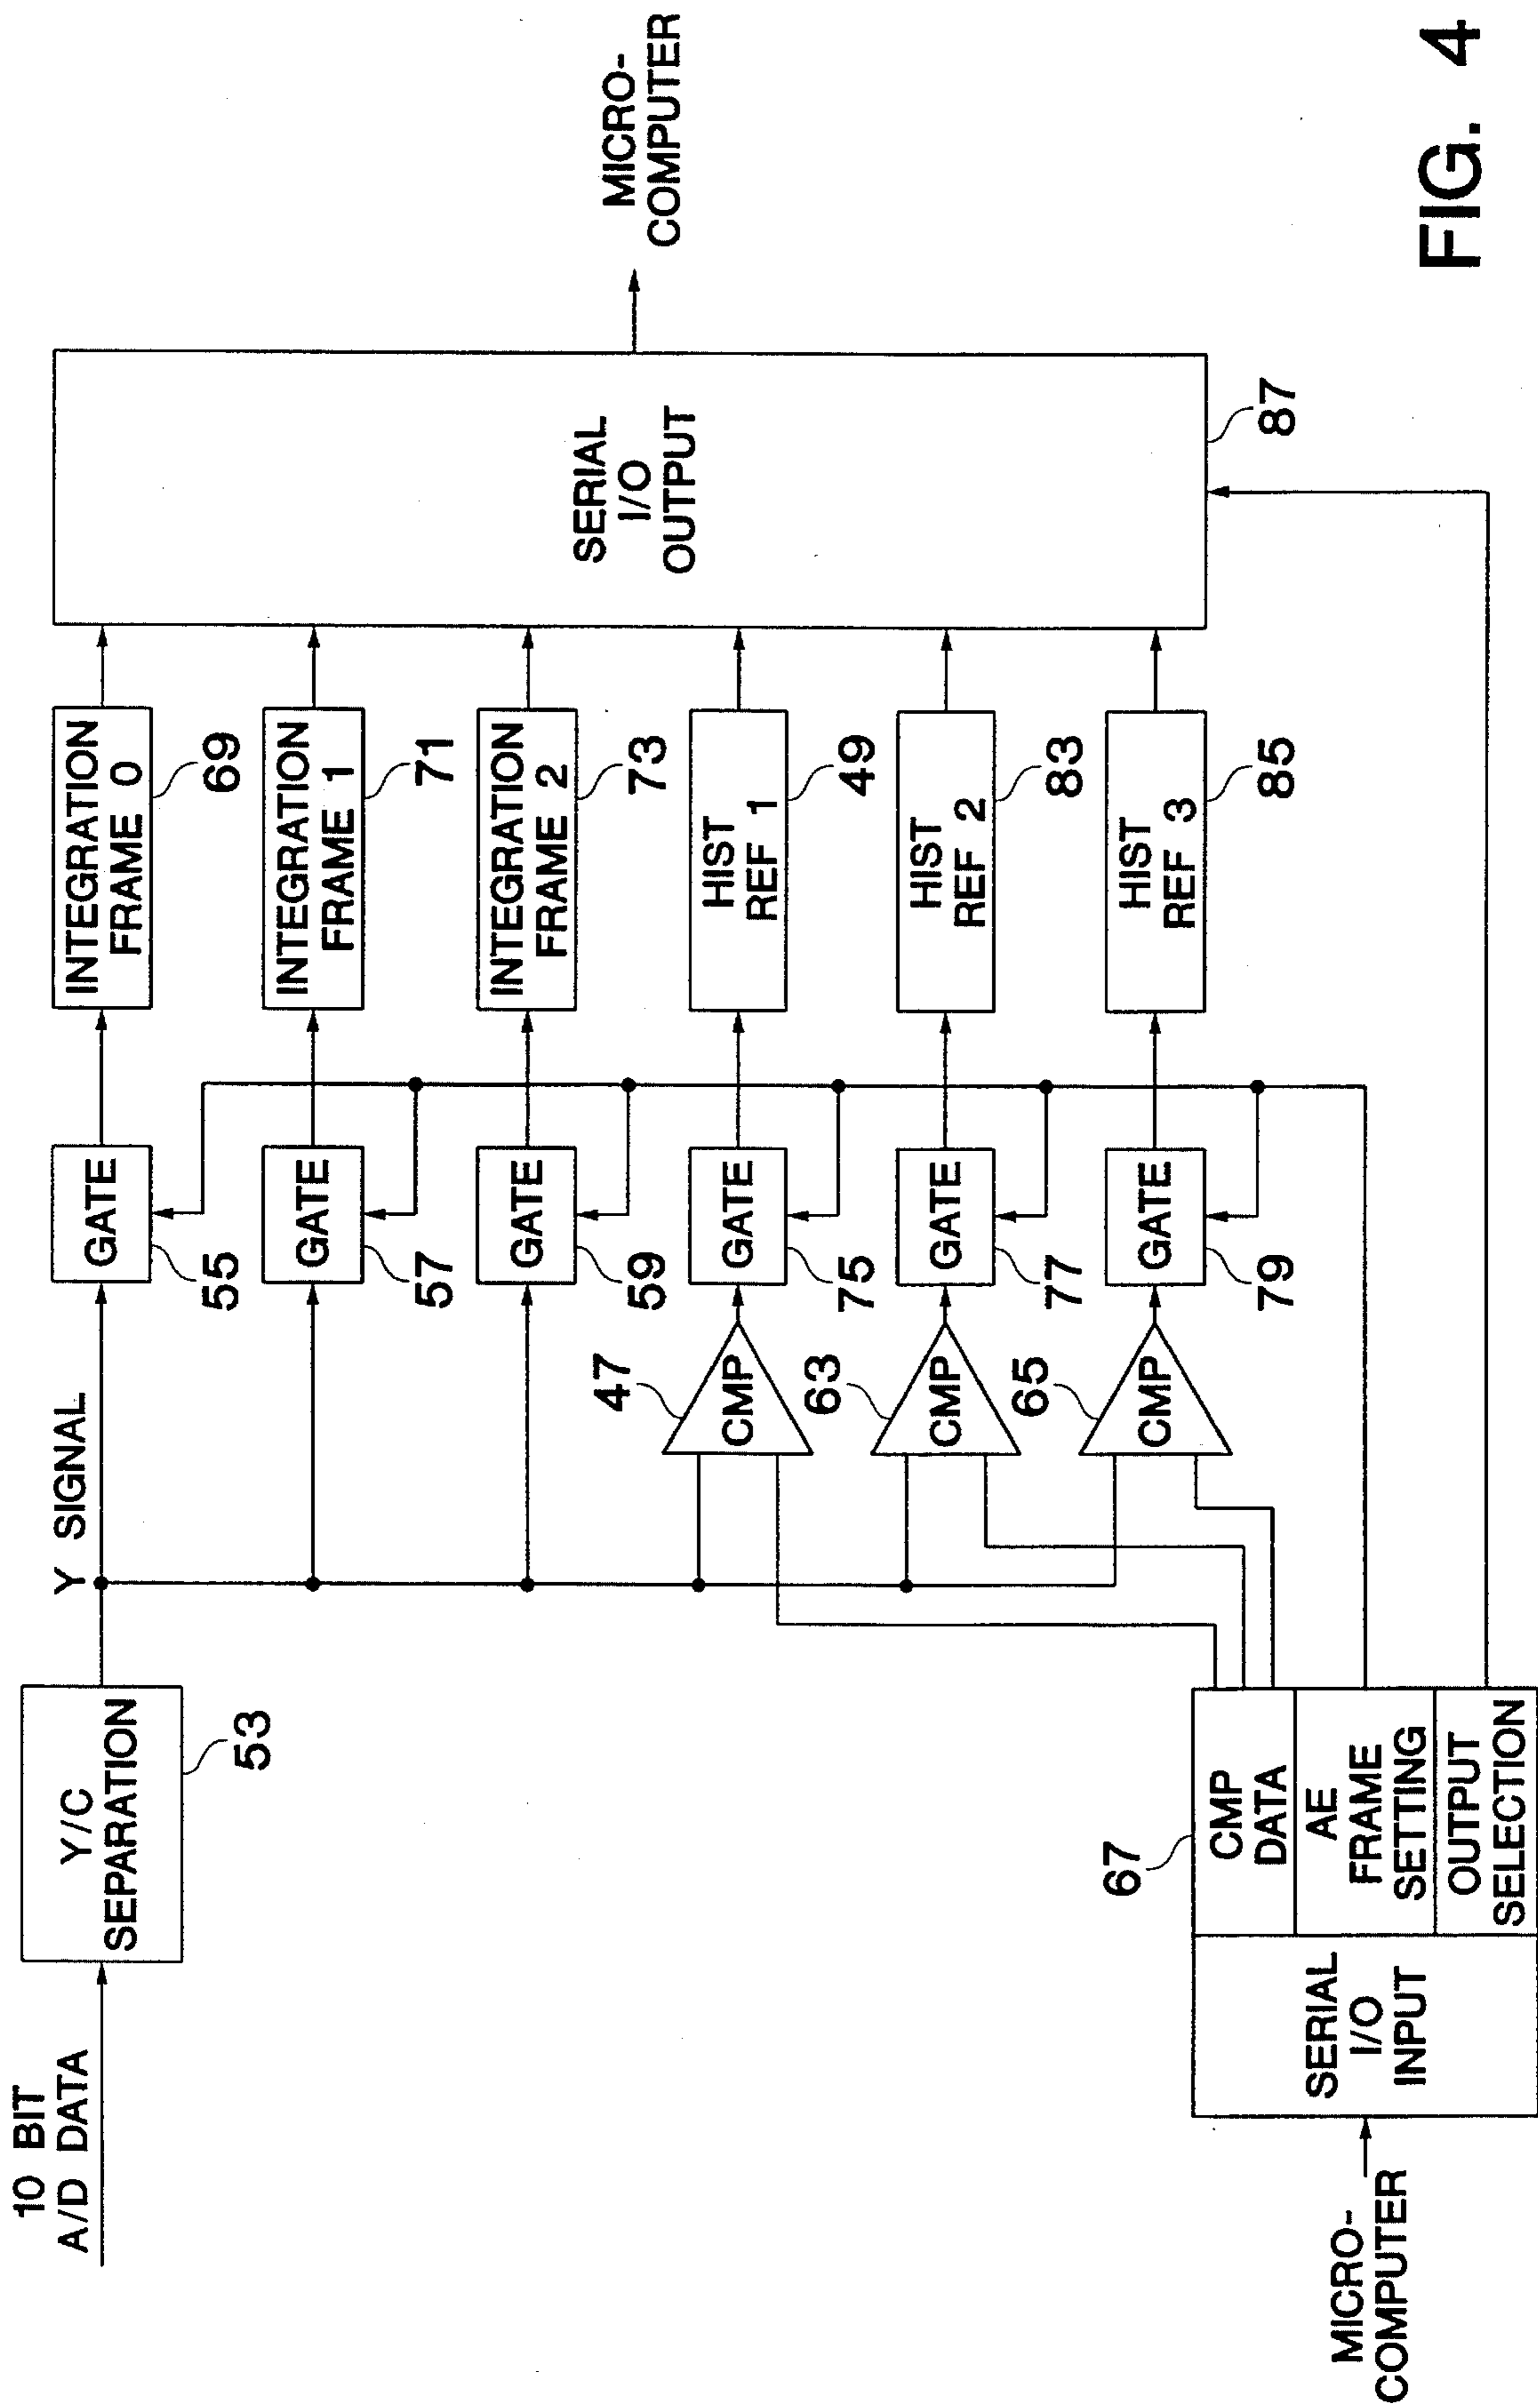 10 BIT
A/D DATA
Y/C
SEPARATION
53
Y SIGNAL
GATE
55
INTEGRATION
FRAME 0
69
GATE
57
INTEGRATION
FRAME 1
71
GATE
59
INTEGRATION
FRAME 2
73
47
CMP
GATE
75
HIST
REF 1
49
63
CMP
GATE
77
HIST
REF 2
83
65
CMP
GATE
79
HIST
REF 3
85
SERIAL
I/O
OUTPUT
87
MICRO-
COMPUTER
MICRO-
COMPUTER
SERIAL
I/O
INPUT
67
CMP
DATA
AE
FRAME
SETTING
OUTPUT
SELECTION
FIG. 4